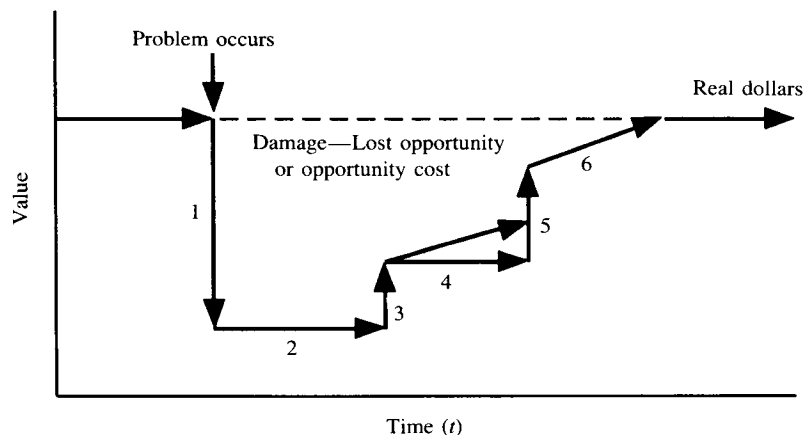 Problem occurs
Real dollars
Damage—Lost opportunity
or opportunity cost
6
1
5
4
3
2
Value
Time (t)